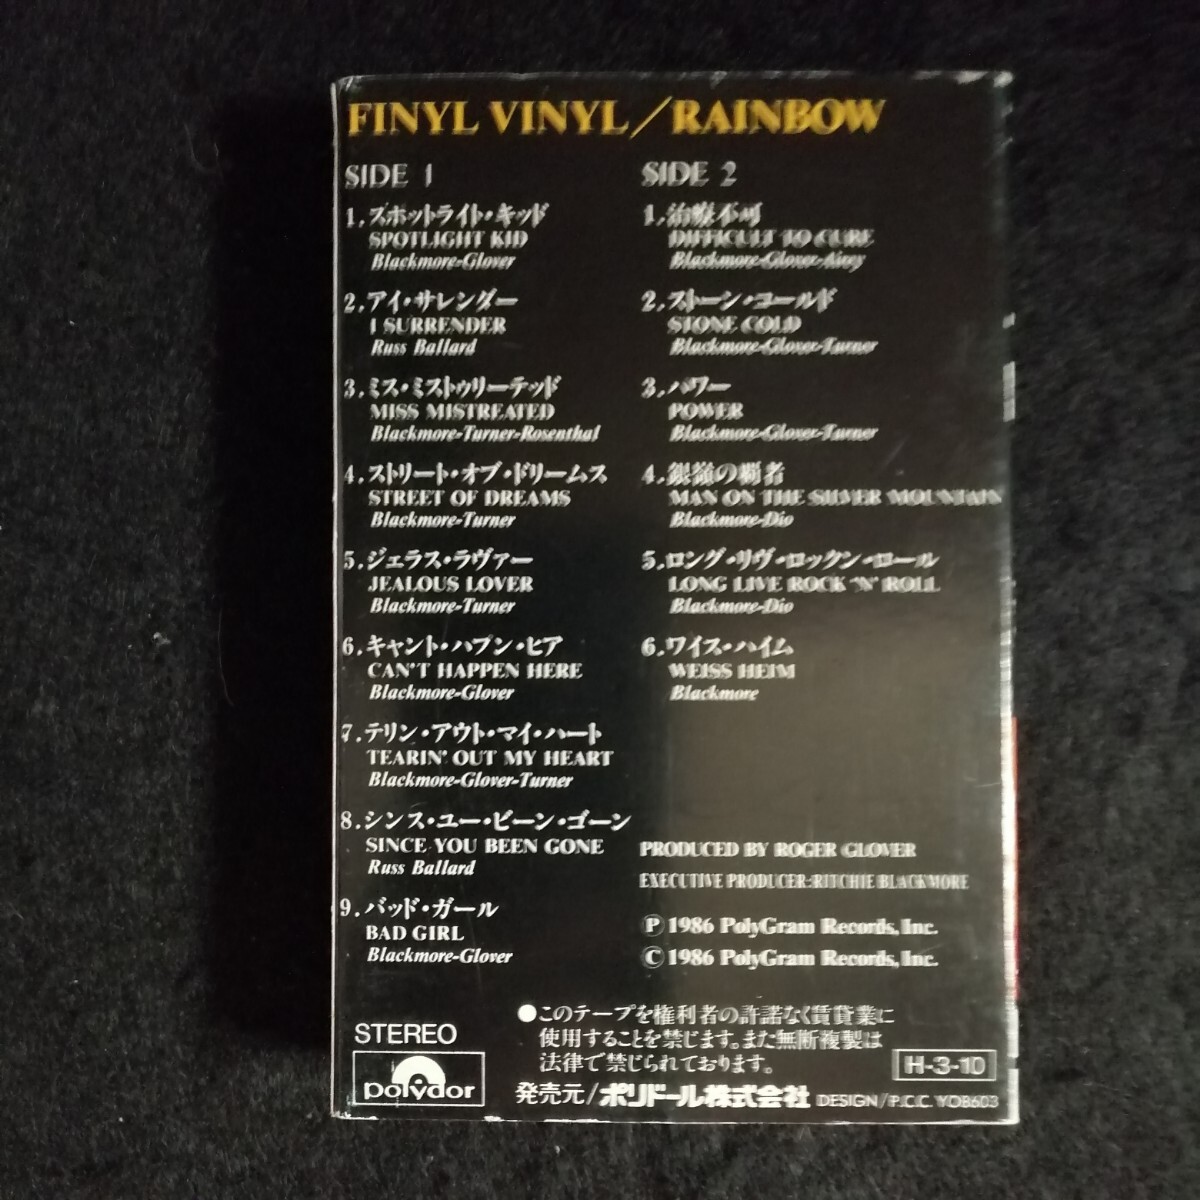 FINYL VINYL/RAINBOW
SIDE 1
1.スポットライト・キッド
SPOTLIGHT KID
Blackmore-Glover
2.アイ・サレンダー
I SURRENDER
Russ Ballard
3.ミス・ミストゥリーテッド
MISS MISTREATED
Blackmore-Turner-Rosenthal
4.ストリート・オブ・ドリームス
STREET OF DREAMS
Blackmore-Turner
5.ジェラス・ラヴァー
JEALOUS LOVER
Blackmore-Turner
6.キャント・ハプン・ヒア
CAN'T HAPPEN HERE
Blackmore-Glover
7.テリン・アウト・マイ・ハート
TEARIN' OUT MY HEART
Blackmore-Glover-Turner
8.シンス・ユー・ビーン・ゴーン
SINCE YOU BEEN GONE
Russ Ballard
9.バッド・ガール
BAD GIRL
Blackmore-Glover
SIDE 2
1.治療不可
DIFFICULT TO CURE
Blackmore-Glover-Airey
2.ストーン・コールド
STONE COLD
Blackmore-Glover-Turner
3.パワー
POWER
Blackmore-Glover-Turner
4.銀嶺の覇者
MAN ON THE SILVER MOUNTAIN
Blackmore-Dio
5.ロング・リヴ・ロックン・ロール
LONG LIVE ROCK 'N' ROLL
Blackmore-Dio
6.ワイス・ハイム
WEISS HEIM
Blackmore
PRODUCED BY ROGER GLOVER
EXECUTIVE PRODUCER:RITCHIE BLACKMORE
Ⓟ 1986 PolyGram Records, Inc.
Ⓒ 1986 PolyGram Records, Inc.
●このテープを権利者の許諾なく賃貸業に
使用することを禁じます。また無断複製は
法律で禁じられております。
H-3-10
STEREO
polydor
発売元/ポリドール株式会社 DESIGN/P.C.C. YOB603